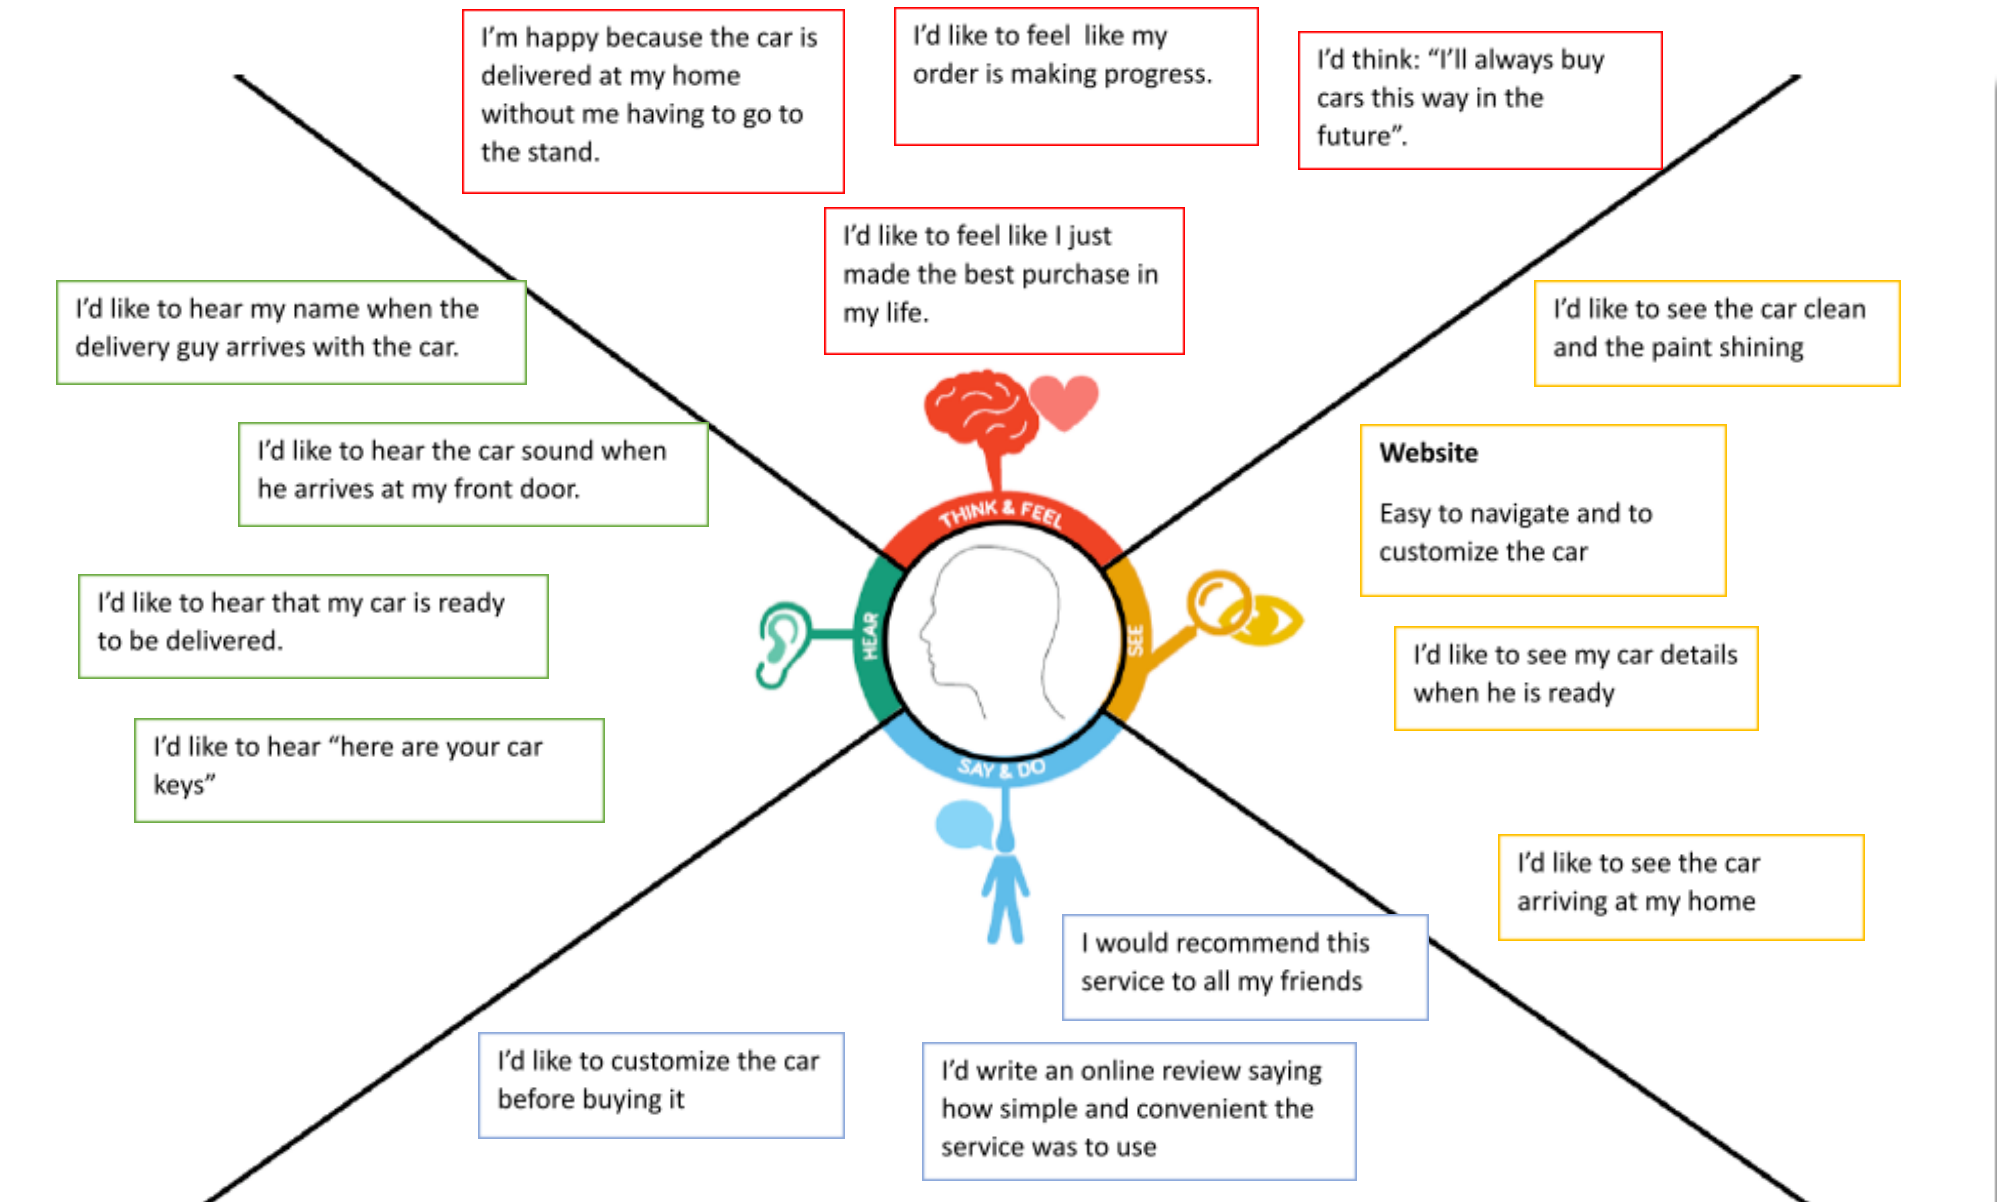 I’m happy because the car is
delivered at my home
without me having to go to
the stand.
I’d like to feel  like my
order is making progress.
I’d think: “I’ll always buy
cars this way in the
future”.
I’d like to feel like I just
made the best purchase in
my life.
I’d like to hear my name when the
delivery guy arrives with the car.
I’d like to hear the car sound when
he arrives at my front door.
I’d like to hear that my car is ready
to be delivered.
I’d like to hear “here are your car
keys”
THINK & FEEL
HEAR
SEE
SAY & DO
I’d like to see the car clean
and the paint shining
Website
Easy to navigate and to
customize the car
I’d like to see my car details
when he is ready
I’d like to see the car
arriving at my home
I would recommend this
service to all my friends
I’d like to customize the car
before buying it
I’d write an online review saying
how simple and convenient the
service was to use